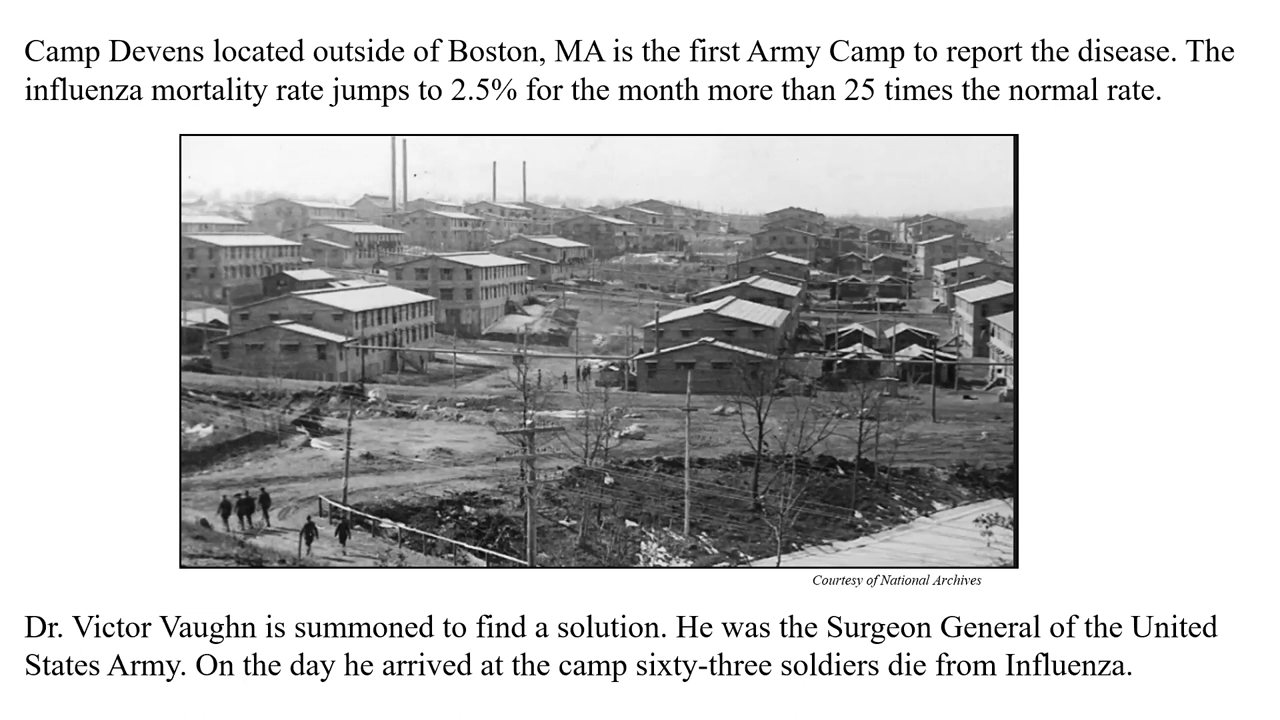 Camp Devens located outside of Boston, MA is the first Army Camp to report the disease. The
influenza mortality rate jumps to 2.5% for the month more than 25 times the normal rate.
Courtesy of National Archives
Dr. Victor Vaughn is summoned to find a solution. He was the Surgeon General of the United
States Army. On the day he arrived at the camp sixty-three soldiers die from Influenza.